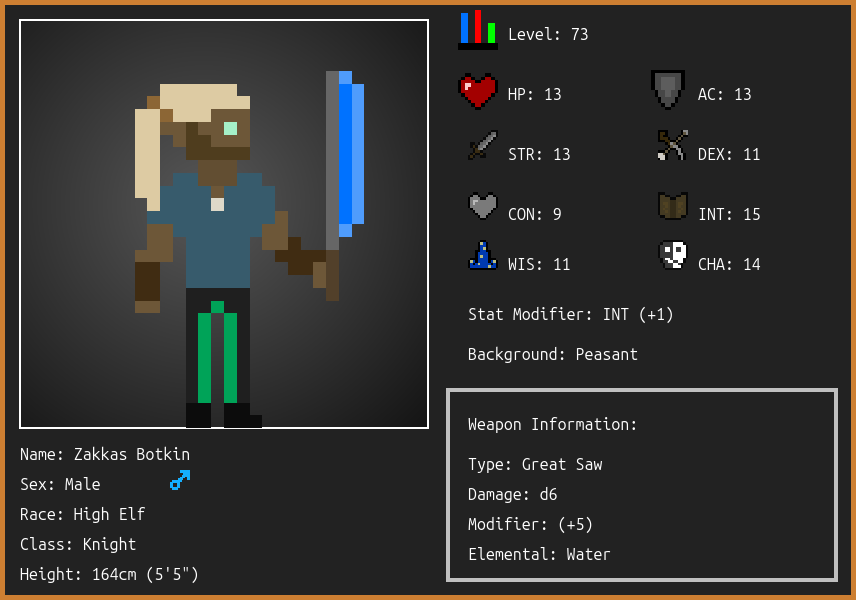 Level: 73
HP: 13
AC: 13
STR: 13
DEX: 11
CON: 9
INT: 15
WIS: 11
CHA: 14
Stat Modifier: INT (+1)
Background: Peasant
Weapon Information:
Type: Great Saw
Damage: d6
Modifier: (+5)
Elemental: Water
Name: Zakkas Botkin
Sex: Male
Race: High Elf
Class: Knight
Height: 164cm (5'5")